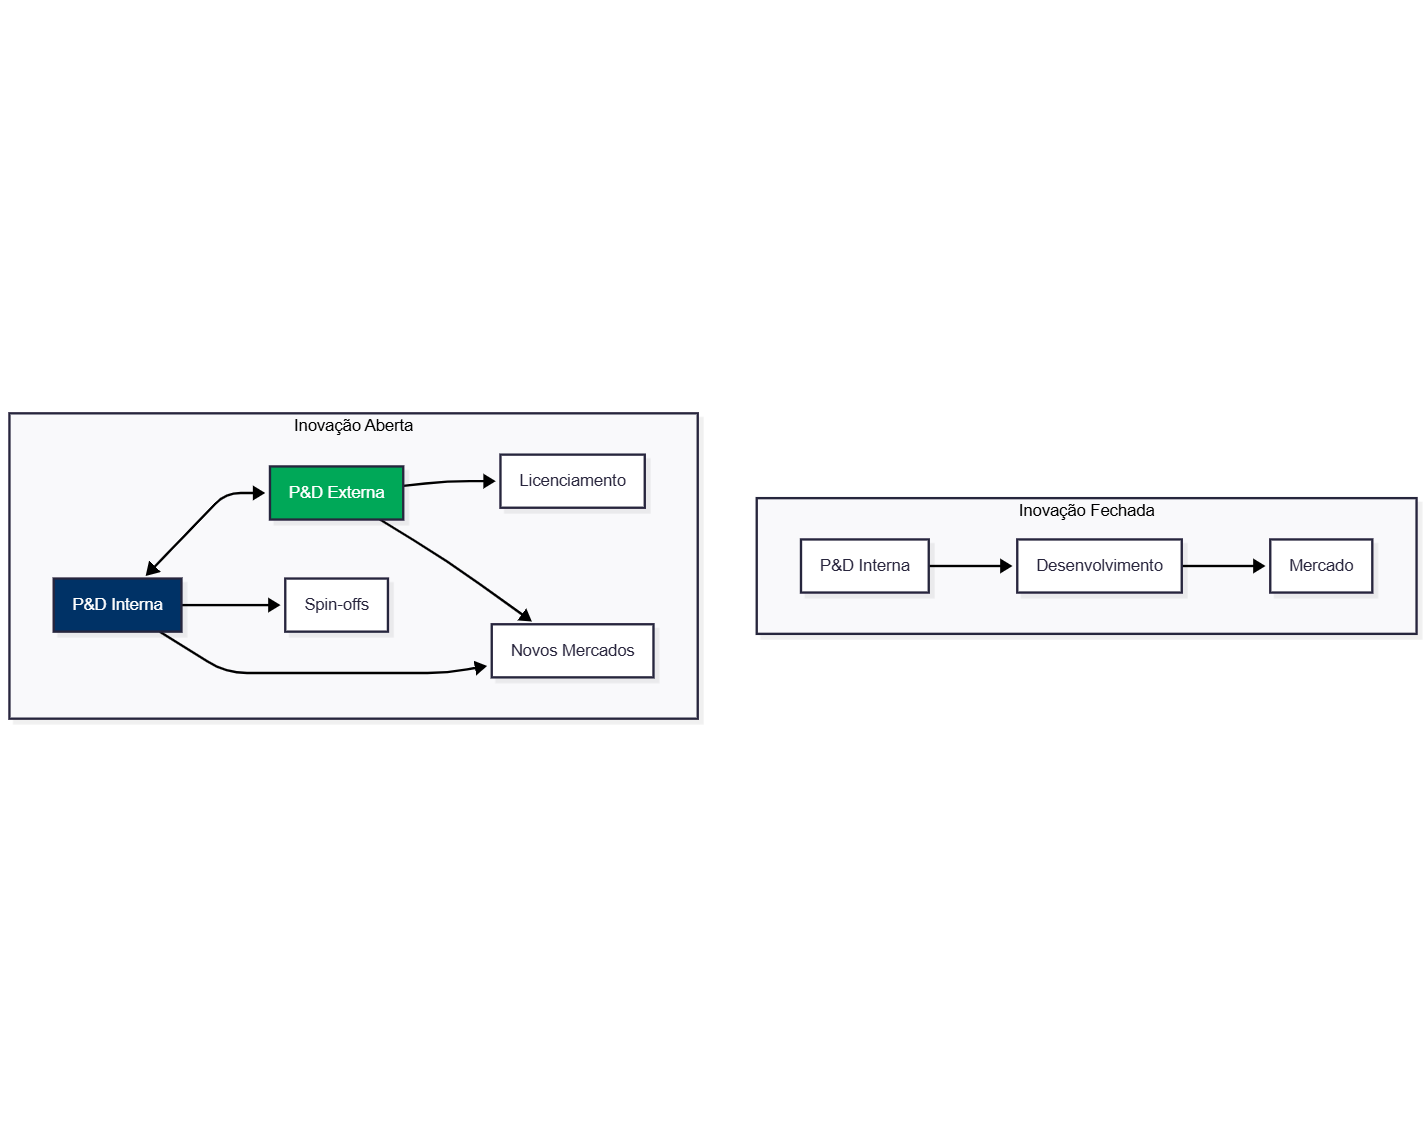 Inovação Aberta
P&D Externa
Licenciamento
P&D Interna
Spin-offs
Novos Mercados
Inovação Fechada
P&D Interna
Desenvolvimento
Mercado